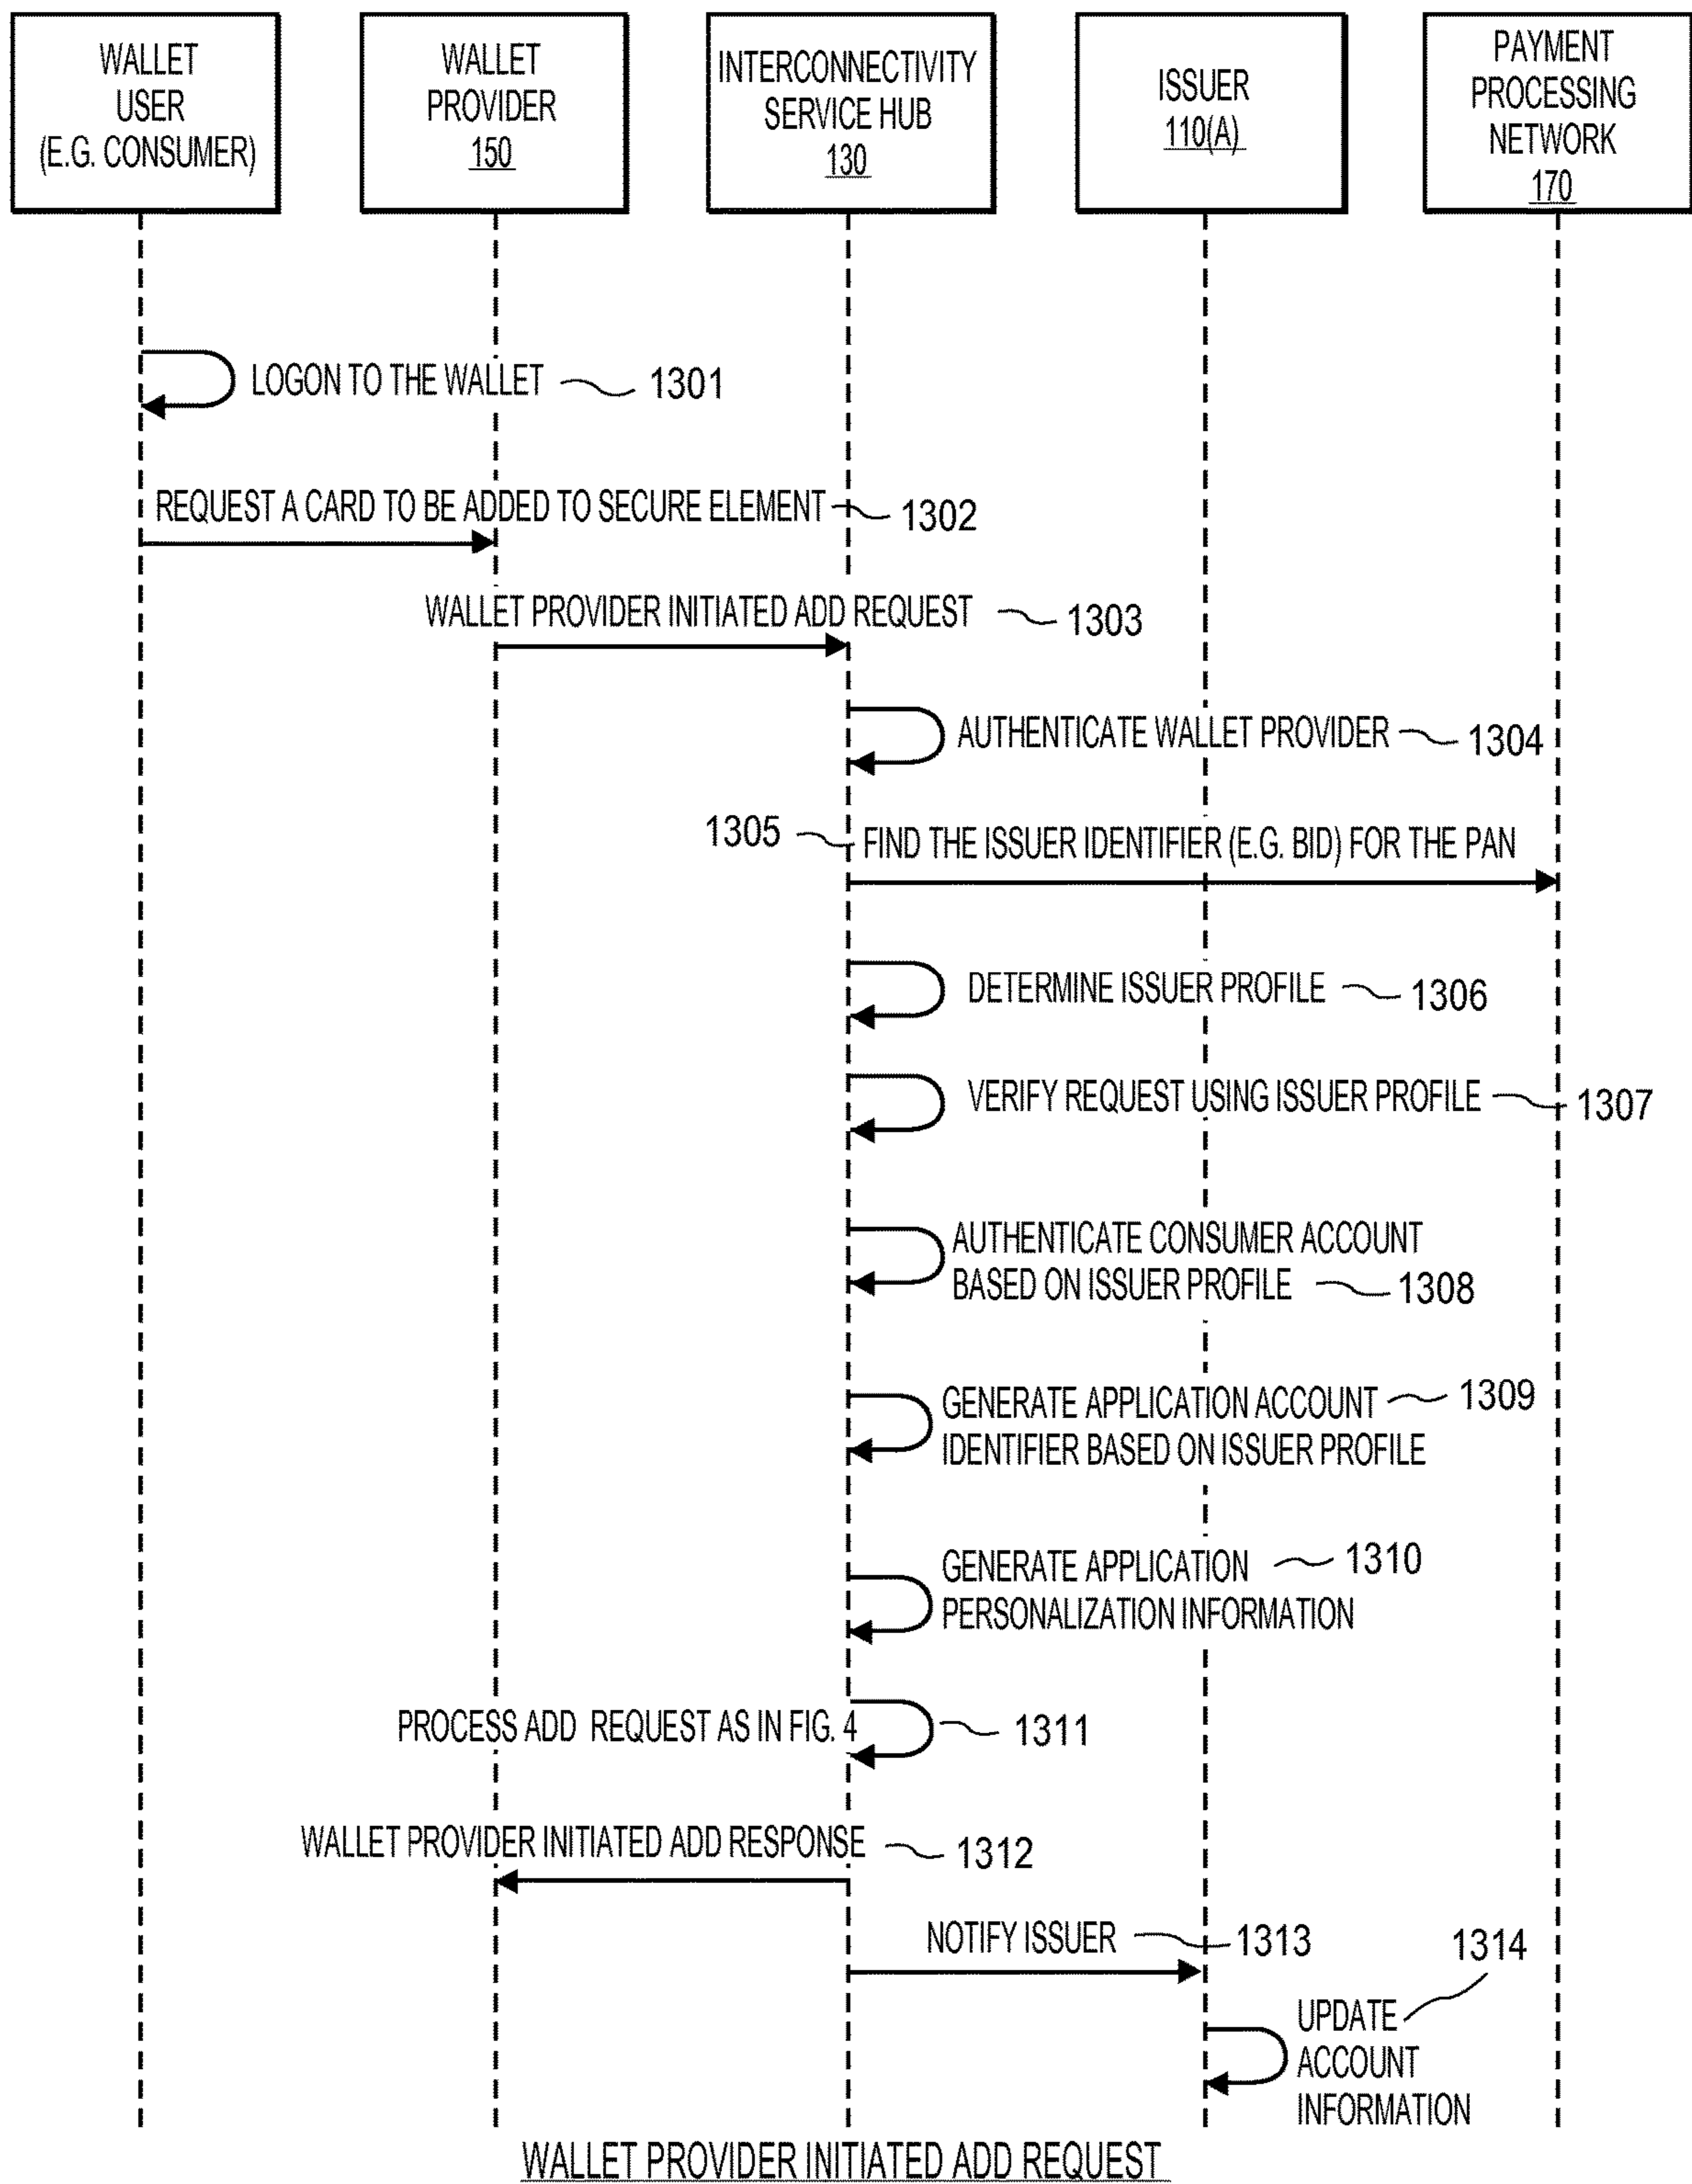 WALLET
USER
(E.G. CONSUMER)
WALLET
PROVIDER
150
INTERCONNECTIVITY
SERVICE HUB
130
ISSUER
110(A)
PAYMENT
PROCESSING
NETWORK
170
LOGON TO THE WALLET 1301
REQUEST A CARD TO BE ADDED TO SECURE ELEMENT 1302
WALLET PROVIDER INITIATED ADD REQUEST 1303
AUTHENTICATE WALLET PROVIDER 1304
1305 FIND THE ISSUER IDENTIFIER (E.G. BID) FOR THE PAN
DETERMINE ISSUER PROFILE 1306
VERIFY REQUEST USING ISSUER PROFILE 1307
AUTHENTICATE CONSUMER ACCOUNT
BASED ON ISSUER PROFILE 1308
GENERATE APPLICATION ACCOUNT 1309
IDENTIFIER BASED ON ISSUER PROFILE
GENERATE APPLICATION 1310
PERSONALIZATION INFORMATION
PROCESS ADD REQUEST AS IN FIG. 4 1311
WALLET PROVIDER INITIATED ADD RESPONSE 1312
NOTIFY ISSUER 1313
1314
UPDATE
ACCOUNT
INFORMATION
WALLET PROVIDER INITIATED ADD REQUEST